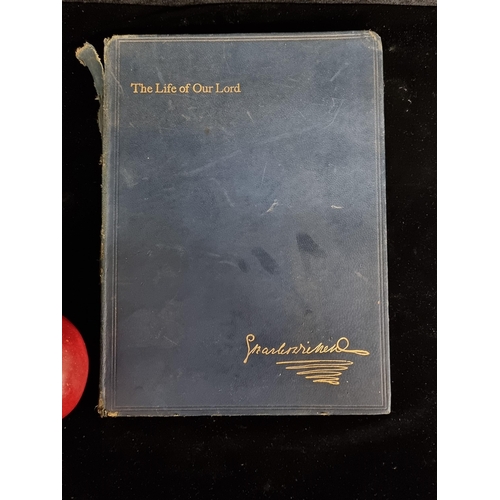 The Life of Our Lord
Charles Dickens